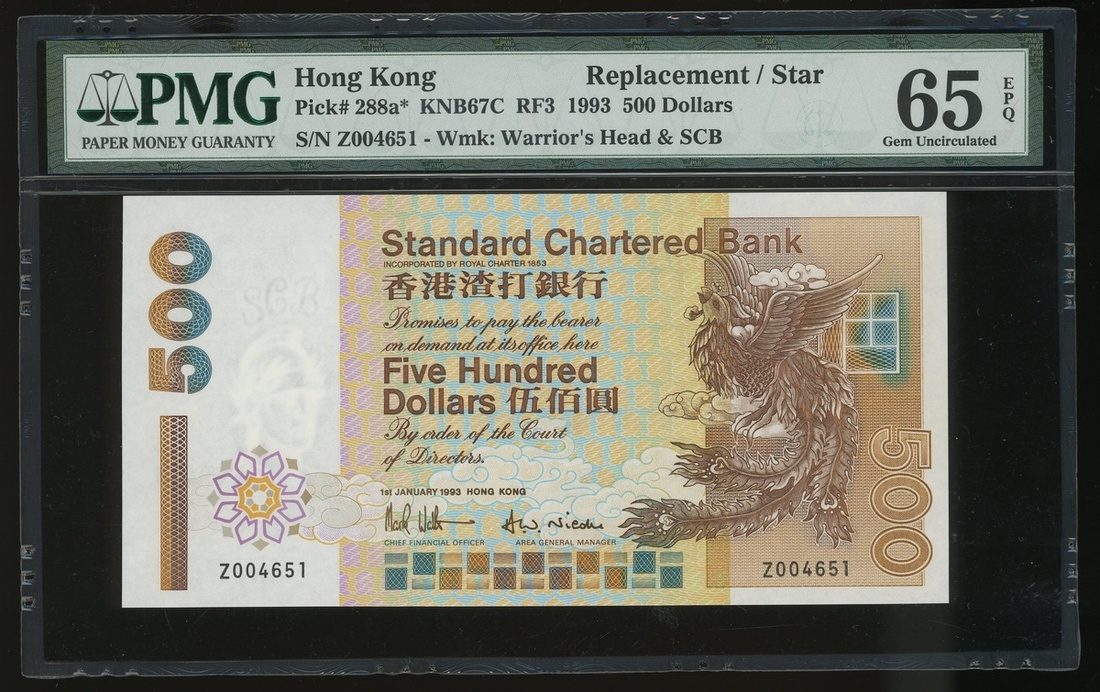 PMG
PAPER MONEY GUARANTY
Hong Kong Replacement / Star
Pick# 288a* KNB67C RF3 1993 500 Dollars
S/N Z004651 - Wmk: Warrior's Head & SCB
65 EPQ
Gem Uncirculated
500
SCB
Standard Chartered Bank
INCORPORATED BY ROYAL CHARTER 1853
香港渣打銀行
Promises to pay the bearer
on demand at its office here
Five Hundred
Dollars 伍佰圓
By order of the Court
of Directors.
1st JANUARY 1993 HONG KONG
CHIEF FINANCIAL OFFICER AREA GENERAL MANAGER
Z004651 Z004651
500